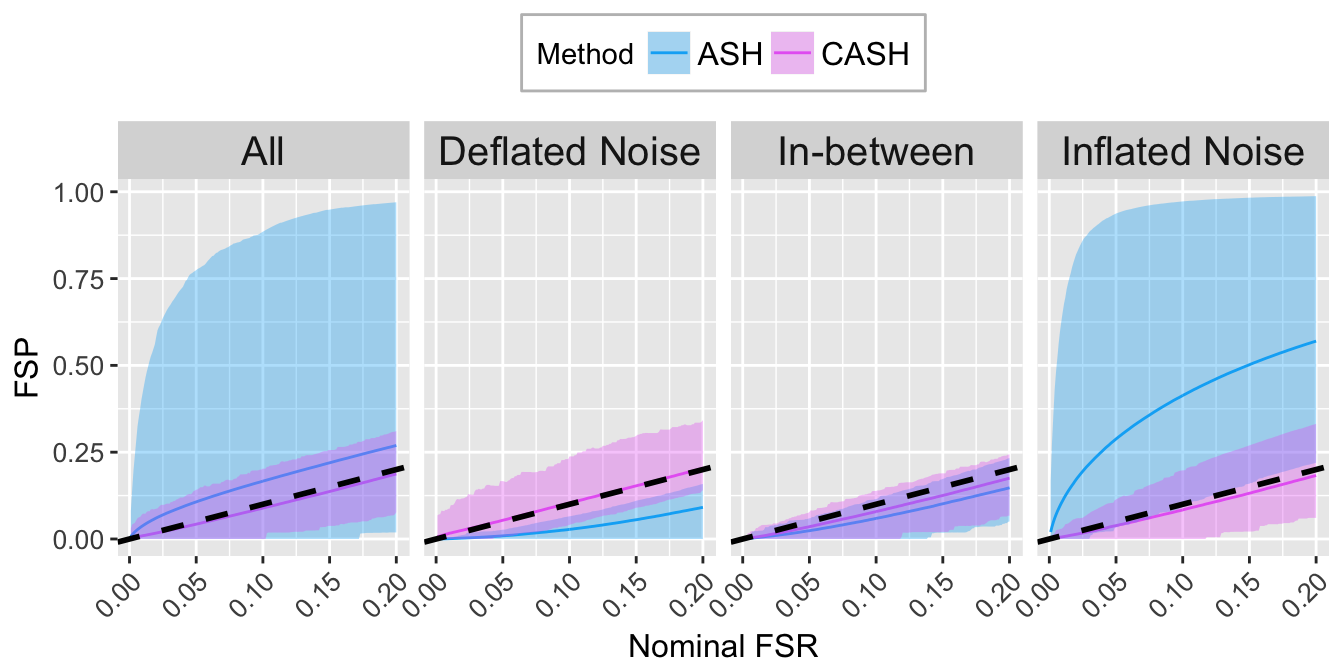 Method ASH CASH
All Deflated Noise In-between Inflated Noise
1.00
0.75
0.50
0.25
0.00
FSP
0.00 0.05 0.10 0.15 0.20 0.00 0.05 0.10 0.15 0.20 0.00 0.05 0.10 0.15 0.20 0.00 0.05 0.10 0.15 0.20
Nominal FSR